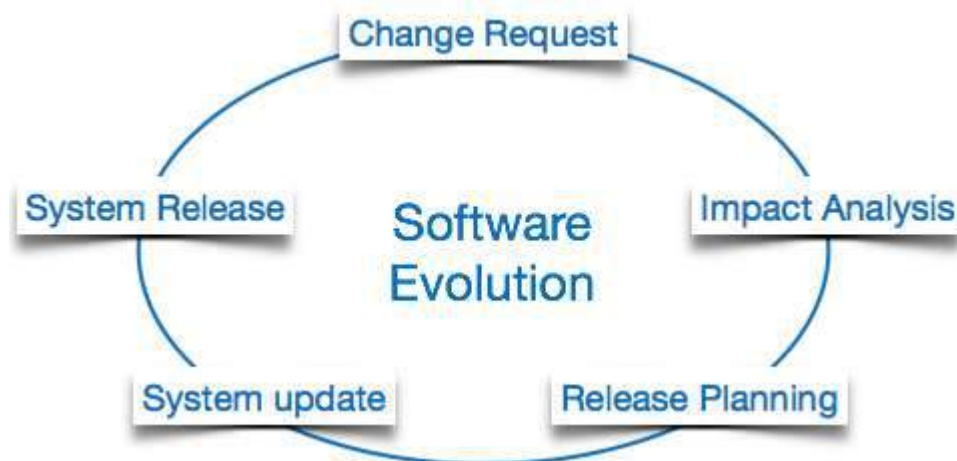 Change Request
System Release
Software
Evolution
Impact Analysis
System update
Release Planning